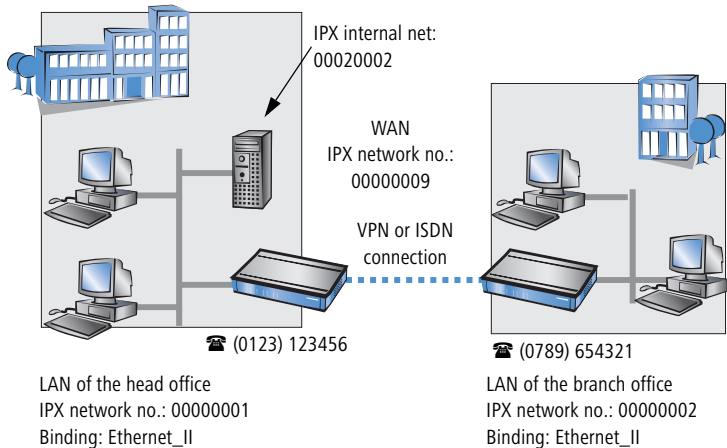 IPX internal net:
00020002
WAN
IPX network no.:
00000009
VPN or ISDN
connection
☎ (0123) 123456
☎ (0789) 654321
LAN of the head office
IPX network no.: 00000001
Binding: Ethernet_II
LAN of the branch office
IPX network no.: 00000002
Binding: Ethernet_II